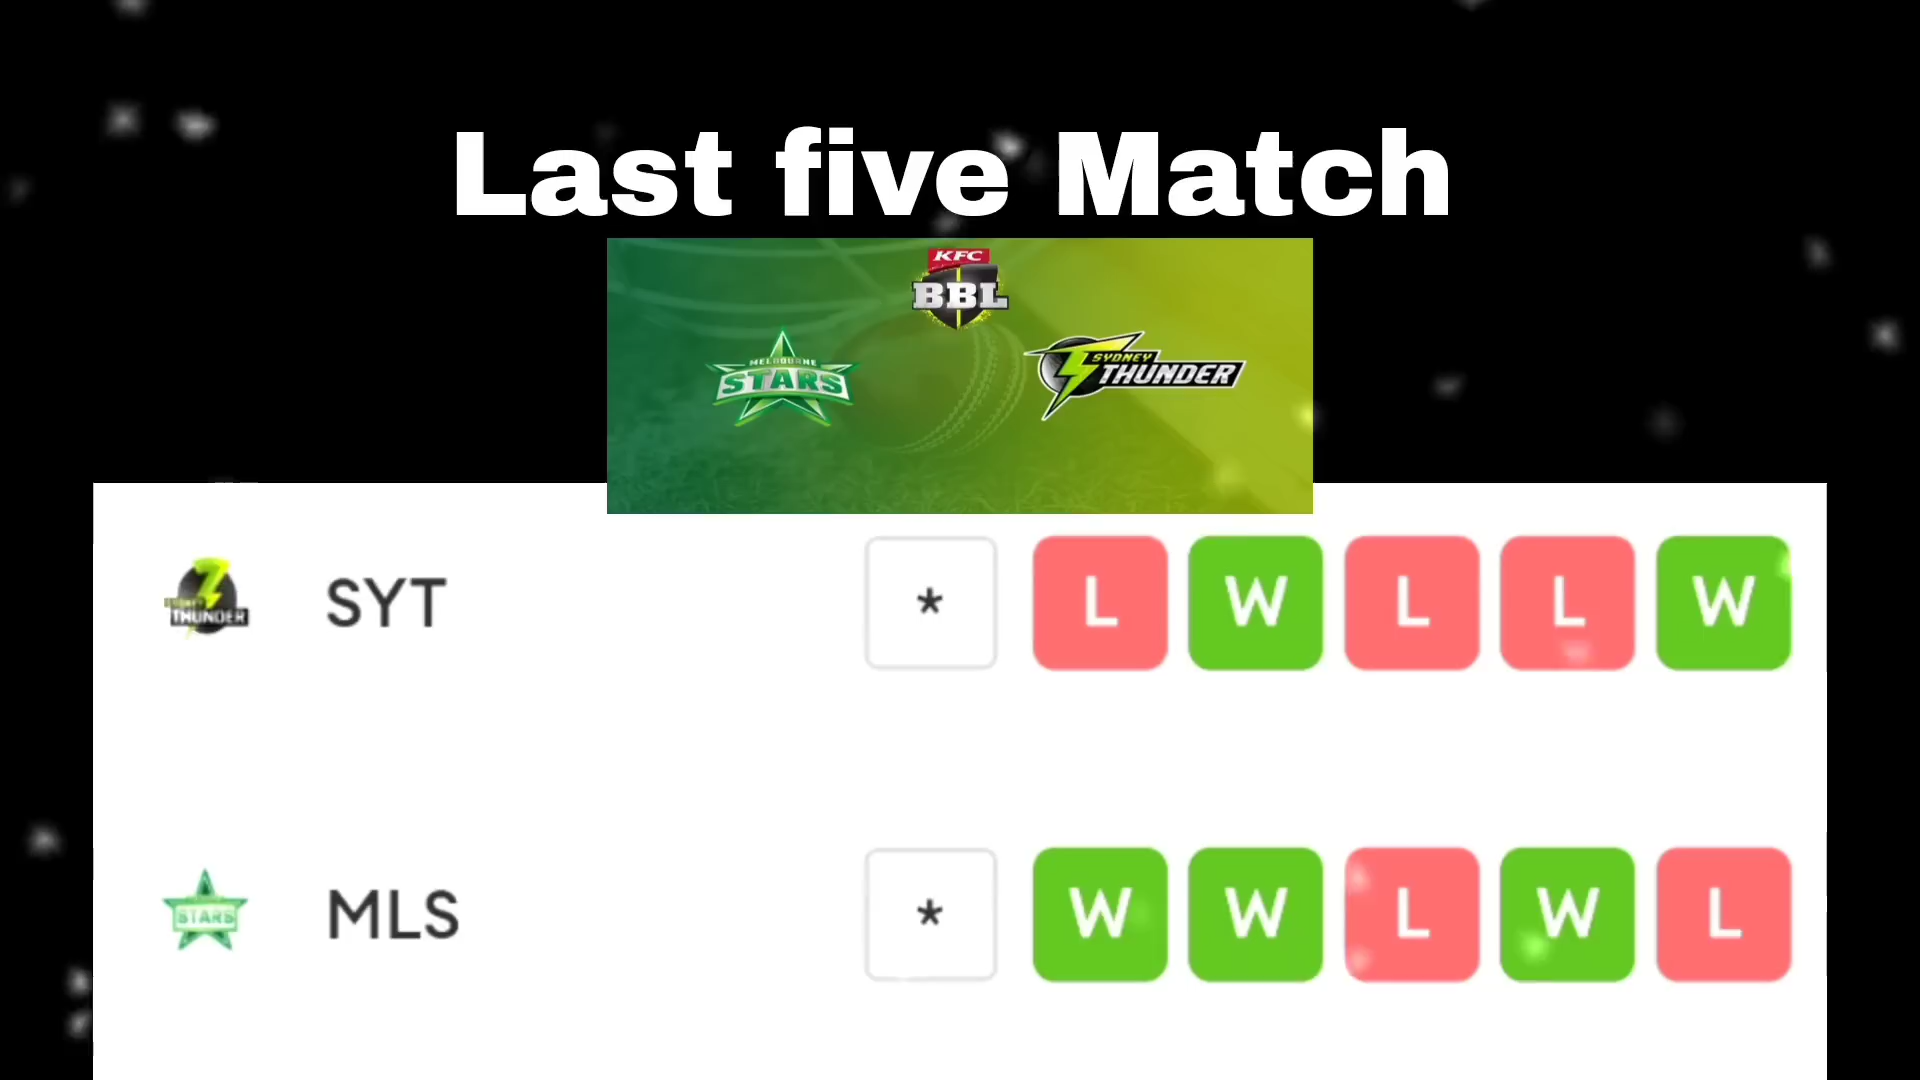 Last five Match
KFC
BBL
MELBOURNE
STARS
SYDNEY
THUNDER
THUNDER
SYT
* L W L L W
STARS
MLS
* W W L W L